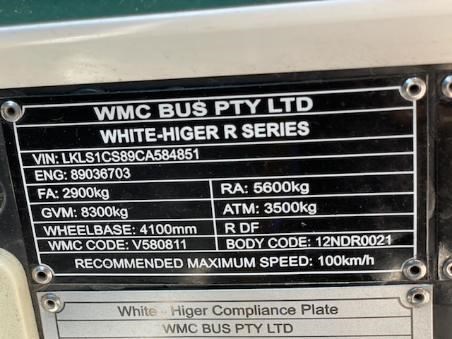 WMC BUS PTY LTD
WHITE-HIGER R SERIES
VIN: LKLS1CS89CA584851
ENG: 89036703
FA: 2900kg RA: 5600kg
GVM: 8300kg ATM: 3500kg
WHEELBASE: 4100mm R DF
WMC CODE: V580811 BODY CODE: 12NDR0021
RECOMMENDED MAXIMUM SPEED: 100km/h
White - Higer Compliance Plate
WMC BUS PTY LTD